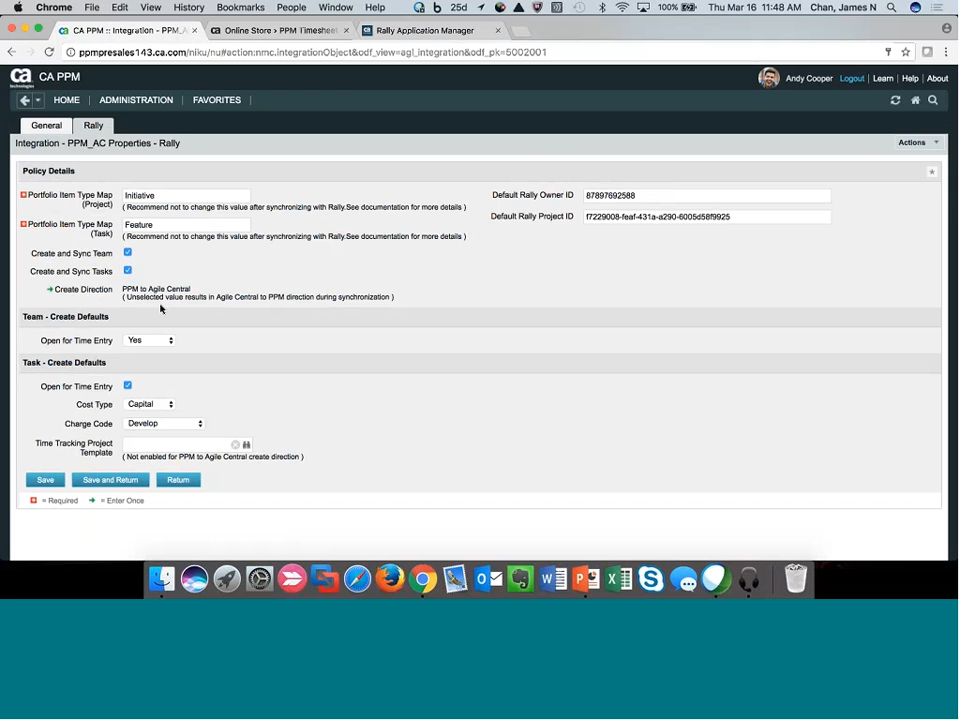 Chrome File Edit View History Bookmarks People Window Help 25d 100% Thu Mar 16 11:48 AM Chan, James N
CA PPM :: Integration - PPM_A × Online Store › PPM Timeshee × Rally Application Manager ×
ppmpresales143.ca.com/niku/nu#action:nmc.integrationObject&odf_view=agl_integration&odf_pk=5002001
ca technologies CA PPM Andy Cooper Logout Learn Help About
HOME ADMINISTRATION FAVORITES
General Rally
Integration - PPM_AC Properties - Rally Actions
Policy Details
Portfolio Item Type Map (Project) Initiative Default Rally Owner ID 87897692588
( Recommend not to change this value after synchronizing with Rally.See documentation for more details )
Default Rally Project ID f7229008-feaf-431a-a290-6005d58f9925
Portfolio Item Type Map (Task) Feature
( Recommend not to change this value after synchronizing with Rally.See documentation for more details )
Create and Sync Team
Create and Sync Tasks
Create Direction PPM to Agile Central
( Unselected value results in Agile Central to PPM direction during synchronization )
Team - Create Defaults
Open for Time Entry Yes
Task - Create Defaults
Open for Time Entry
Cost Type Capital
Charge Code Develop
Time Tracking Project Template
( Not enabled for PPM to Agile Central create direction )
Save Save and Return Return
= Required = Enter Once